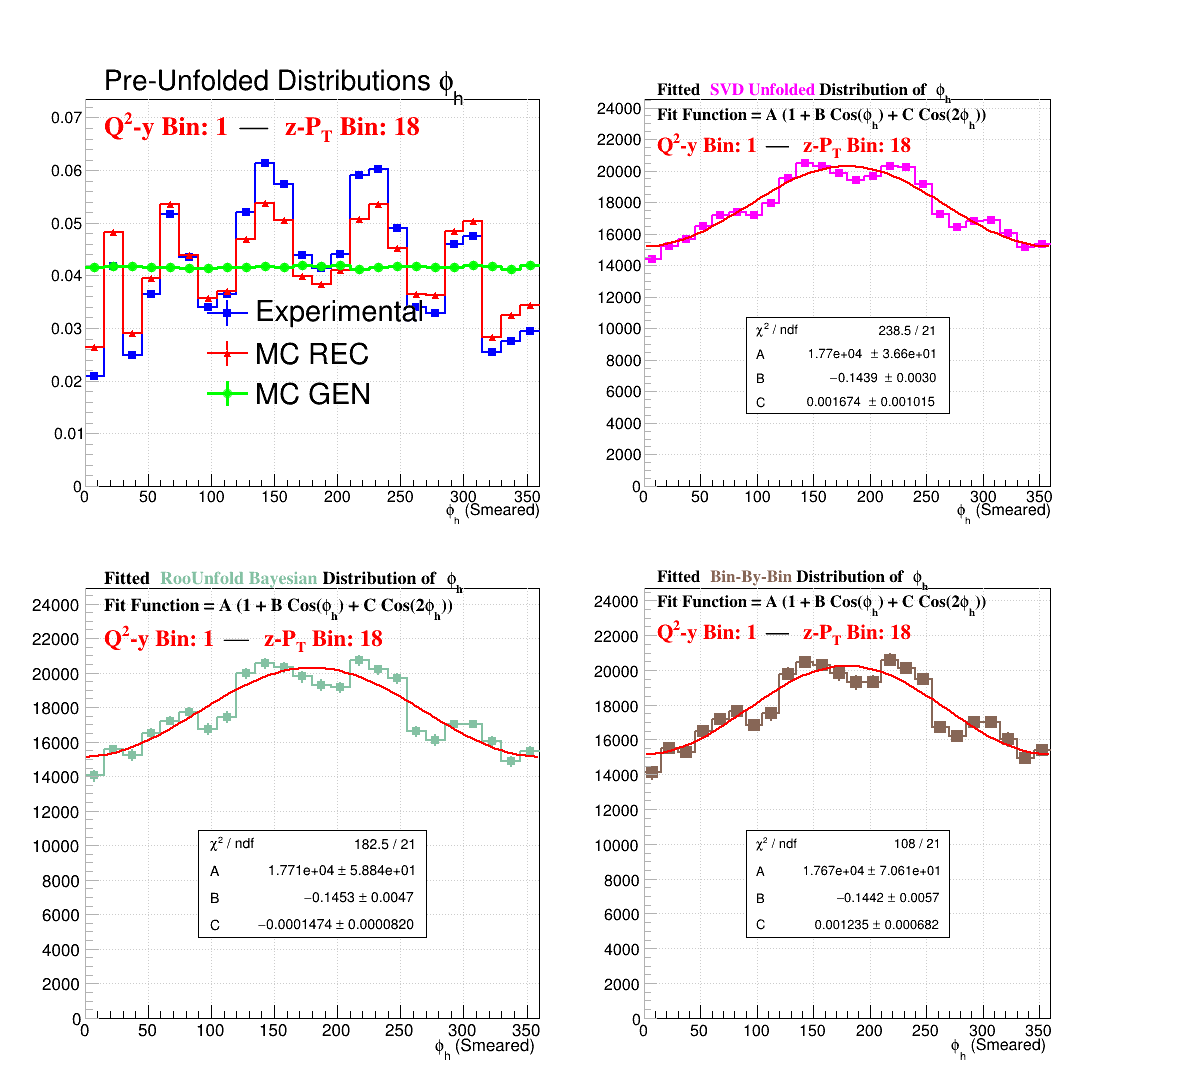 Pre-Unfolded Distributions ϕh
Q²-y Bin: 1 — z-PT Bin: 18
0.07
0.06
0.05
0.04
0.03
0.02
0.01
0
Experimental
MC REC
MC GEN
0 50 100 150 200 250 300 350
ϕh (Smeared)
Fitted SVD Unfolded Distribution of ϕh
Fit Function = A (1 + B Cos(ϕh) + C Cos(2ϕh))
Q²-y Bin: 1 — z-PT Bin: 18
24000
22000
20000
18000
16000
14000
12000
10000
8000
6000
4000
2000
0
χ² / ndf 238.5 / 21
A 1.77e+04 ± 3.66e+01
B −0.1439 ± 0.0030
C 0.001674 ± 0.001015
0 50 100 150 200 250 300 350
ϕh (Smeared)
Fitted RooUnfold Bayesian Distribution of ϕh
Fit Function = A (1 + B Cos(ϕh) + C Cos(2ϕh))
Q²-y Bin: 1 — z-PT Bin: 18
24000
22000
20000
18000
16000
14000
12000
10000
8000
6000
4000
2000
0
χ² / ndf 182.5 / 21
A 1.771e+04 ± 5.884e+01
B −0.1453 ± 0.0047
C −0.0001474 ± 0.0000820
0 50 100 150 200 250 300 350
ϕh (Smeared)
Fitted Bin-By-Bin Distribution of ϕh
Fit Function = A (1 + B Cos(ϕh) + C Cos(2ϕh))
Q²-y Bin: 1 — z-PT Bin: 18
24000
22000
20000
18000
16000
14000
12000
10000
8000
6000
4000
2000
0
χ² / ndf 108 / 21
A 1.767e+04 ± 7.061e+01
B −0.1442 ± 0.0057
C 0.001235 ± 0.000682
0 50 100 150 200 250 300 350
ϕh (Smeared)